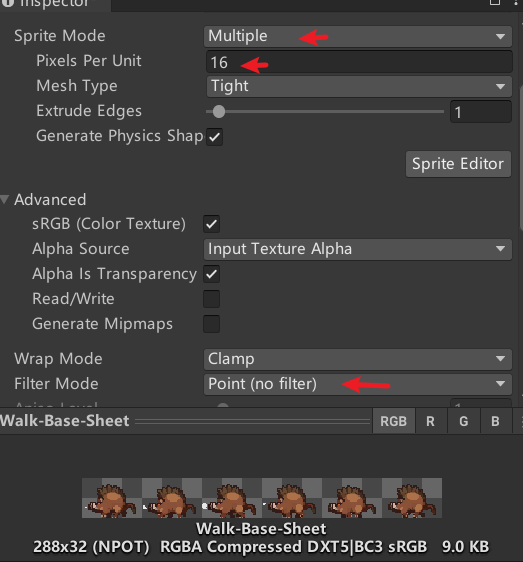 Inspector
Sprite Mode Multiple
Pixels Per Unit 16
Mesh Type Tight
Extrude Edges 1
Generate Physics Shap
Sprite Editor
Advanced
sRGB (Color Texture)
Alpha Source Input Texture Alpha
Alpha Is Transparency
Read/Write
Generate Mipmaps
Wrap Mode Clamp
Filter Mode Point (no filter)
Aniso Level 1
Walk-Base-Sheet RGB R G B
Walk-Base-Sheet
288x32 (NPOT) RGBA Compressed DXT5|BC3 sRGB 9.0 KB